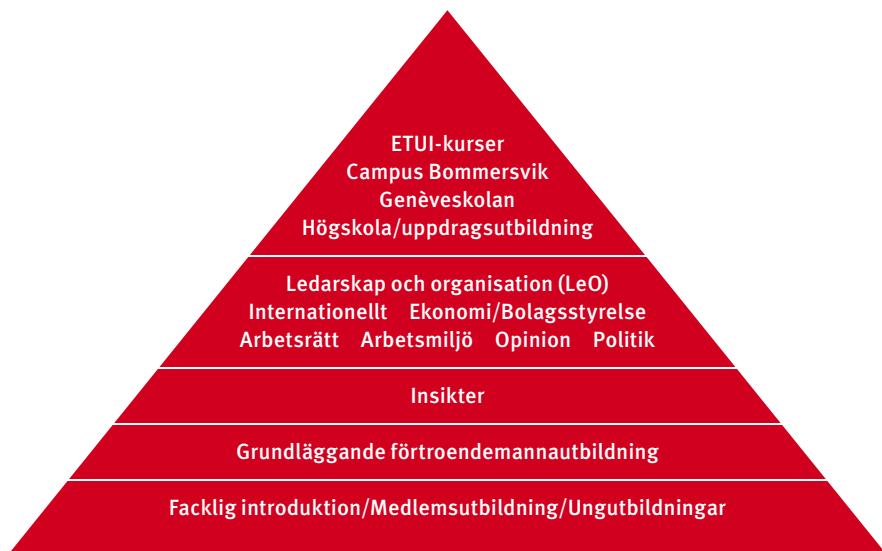 ETUI-kurser
Campus Bommersvik
Genèveskolan
Högskola/uppdragsutbildning
Ledarskap och organisation (LeO)
Internationellt Ekonomi/Bolagsstyrelse
Arbetsrätt Arbetsmiljö Opinion Politik
Insikter
Grundläggande förtroendemannautbildning
Facklig introduktion/Medlemsutbildning/Ungutbildningar